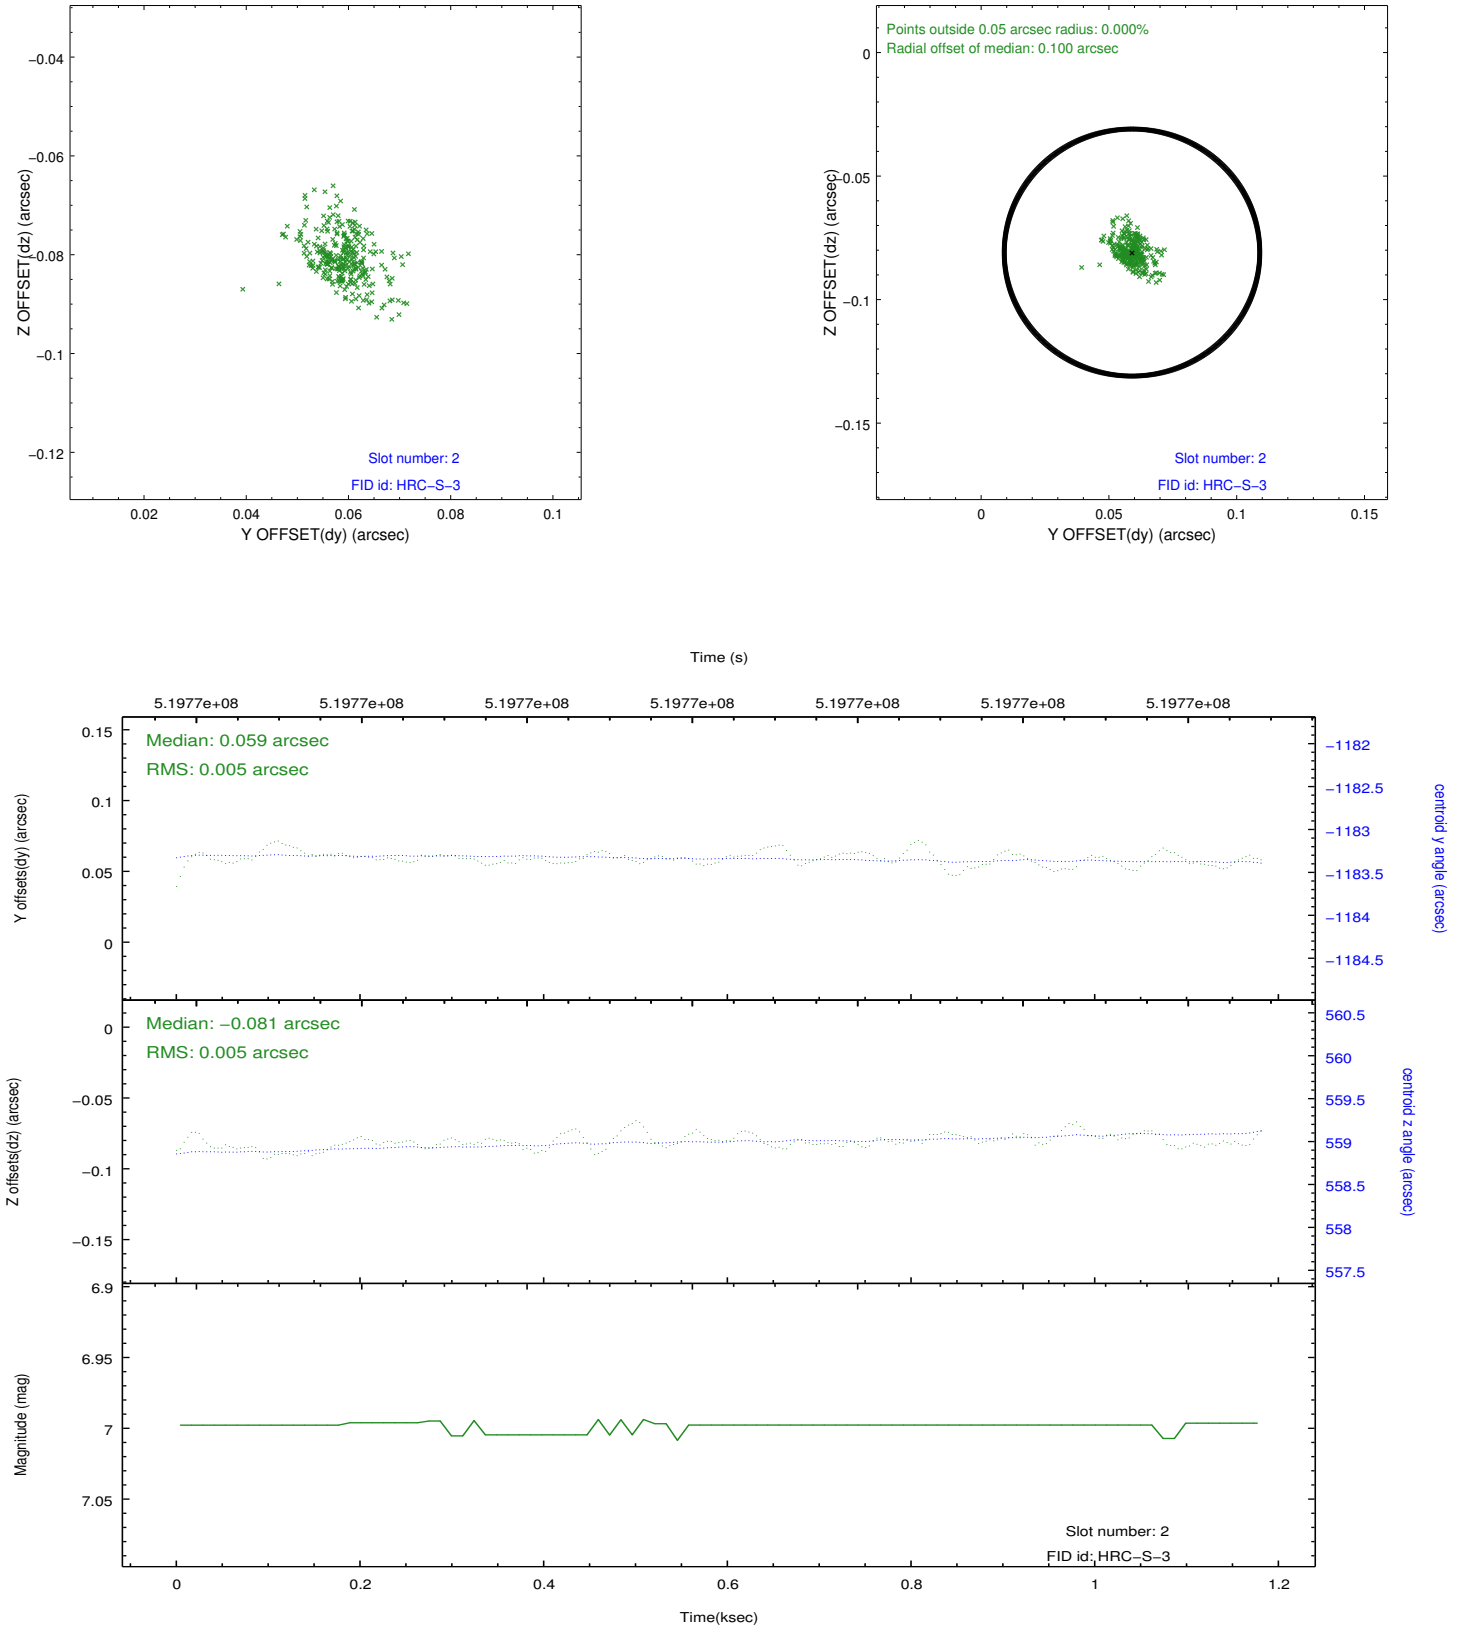 −0.04
−0.06
−0.08
−0.1
−0.12
Z OFFSET(dz) (arcsec)
Slot number: 2
FID id: HRC−S−3
0.02 0.04 0.06 0.08 0.1
Y OFFSET(dy) (arcsec)
Points outside 0.05 arcsec radius: 0.000%
Radial offset of median: 0.100 arcsec
0
−0.05
−0.1
−0.15
Z OFFSET(dz) (arcsec)
Slot number: 2
FID id: HRC−S−3
0 0.05 0.1 0.15
Y OFFSET(dy) (arcsec)
Time (s)
5.1977e+08 5.1977e+08 5.1977e+08 5.1977e+08 5.1977e+08 5.1977e+08 5.1977e+08
Median: 0.059 arcsec
RMS: 0.005 arcsec
0.15
0.1
0.05
0
Y offsets(dy) (arcsec)
−1182
−1182.5
−1183
−1183.5
−1184
−1184.5
centroid y angle (arcsec)
Median: −0.081 arcsec
RMS: 0.005 arcsec
0
−0.05
−0.1
−0.15
Z offsets(dz) (arcsec)
560.5
560
559.5
559
558.5
558
557.5
centroid z angle (arcsec)
6.9
6.95
7
7.05
Magnitude (mag)
Slot number: 2
FID id: HRC−S−3
0 0.2 0.4 0.6 0.8 1 1.2
Time(ksec)